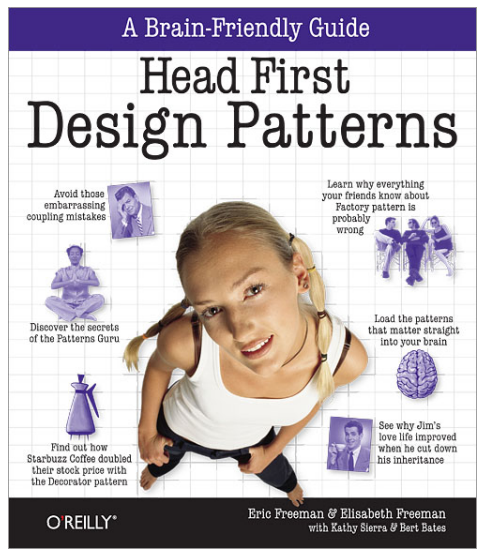 A Brain-Friendly Guide
Head First
Design Patterns
Avoid those
embarrassing
coupling mistakes
Learn why everything
your friends know about
Factory pattern is
probably
wrong
Discover the secrets
of the Patterns Guru
Load the patterns
that matter straight
into your brain
Find out how
Starbuzz Coffee doubled
their stock price with
the Decorator pattern
See why Jim's
love life improved
when he cut down
his inheritance
O'REILLY®
Eric Freeman & Elisabeth Freeman
with Kathy Sierra & Bert Bates